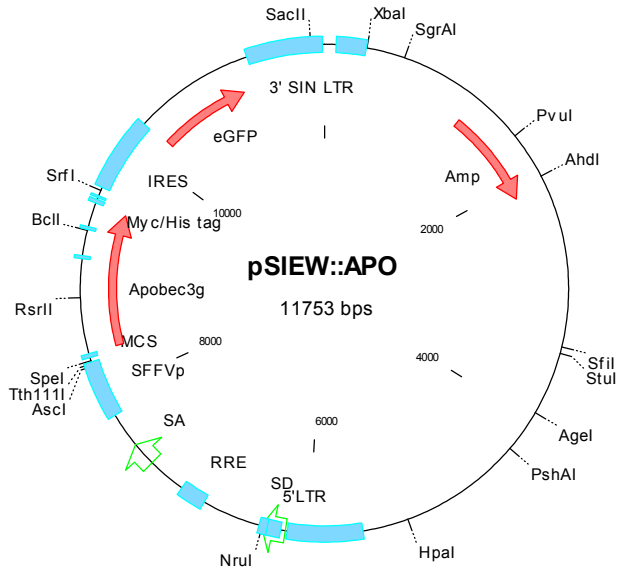 SacII
XbaI
SgrAI
3' SIN LTR
eGFP
PvuI
AhdI
Amp
SrfI
IRES
10000
2000
BclI
Myc/His tag
pSIEW::APO
Apobec3g
11753 bps
RsrII
MCS
8000
SfiI
StuI
SpeI
SFFVp
4000
Tth111I
AscI
SA
6000
AgeI
RRE
PshAI
SD
5'LTR
NruI
HpaI